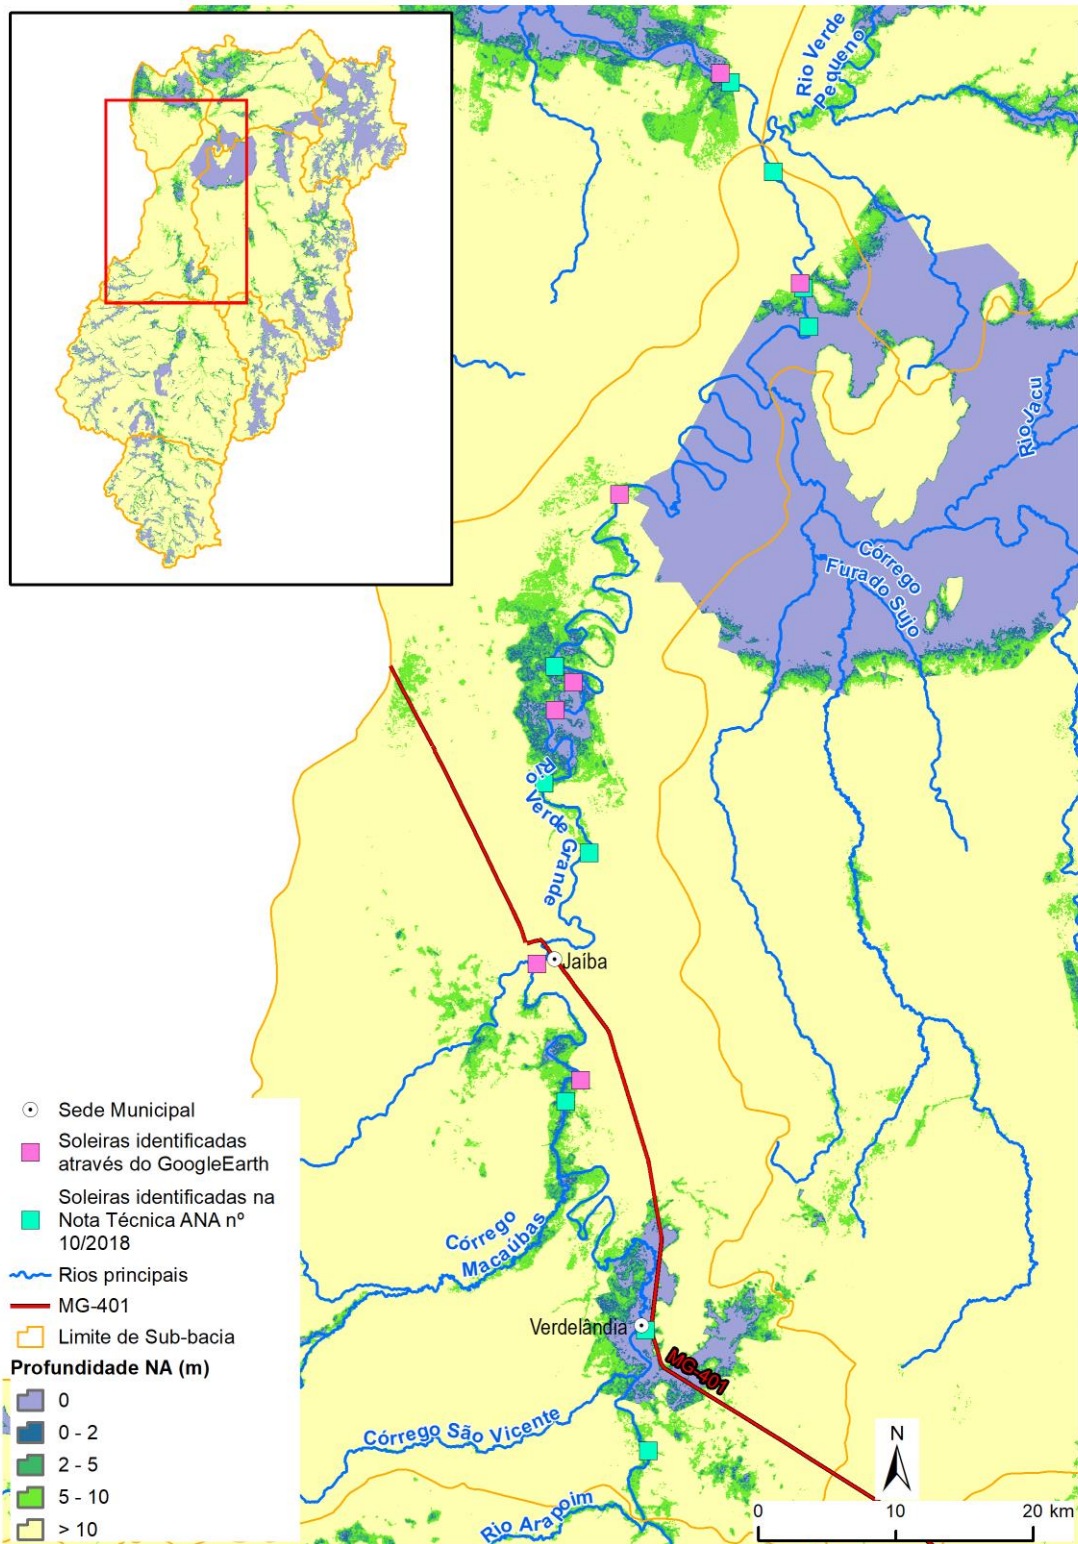 Rio Verde
Pequeno
Rio Jacu
Córrego
Furado Sujo
Rio
Verde Grande
Jaíba
Córrego
Macaúbas
Verdelândia
MG-401
Córrego São Vicente
Rio Arapoim
Sede Municipal
Soleiras identificadas
através do GoogleEarth
Soleiras identificadas na
Nota Técnica ANA nº
10/2018
Rios principais
MG-401
Limite de Sub-bacia
Profundidade NA (m)
0
0 - 2
2 - 5
5 - 10
> 10
N
0 10 20 km